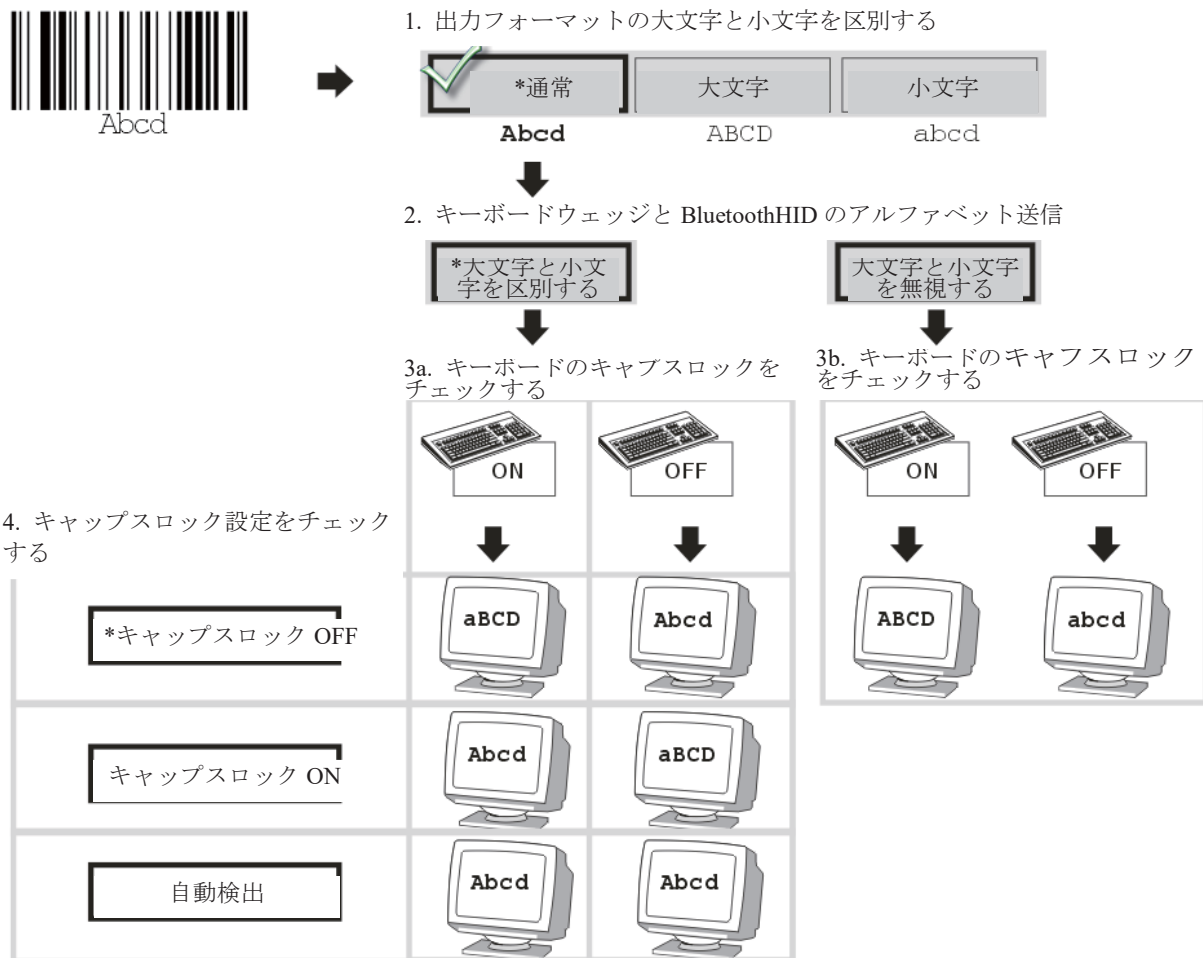 Abcd
1. 出力フォーマットの大文字と小文字を区別する
*通常
大文字
小文字
Abcd
ABCD
abcd
2. キーボードウェッジと BluetoothHID のアルファベット送信
*大文字と小文
字を区別する
大文字と小文字
を無視する
3a. キーボードのキャブスロックを
チェックする
3b. キーボードのキャフスロック
をチェックする
ON
OFF
ON
OFF
4. キャップスロック設定をチェック
する
*キャップスロック OFF
aBCD
Abcd
ABCD
abcd
キャップスロック ON
Abcd
aBCD
自動検出
Abcd
Abcd